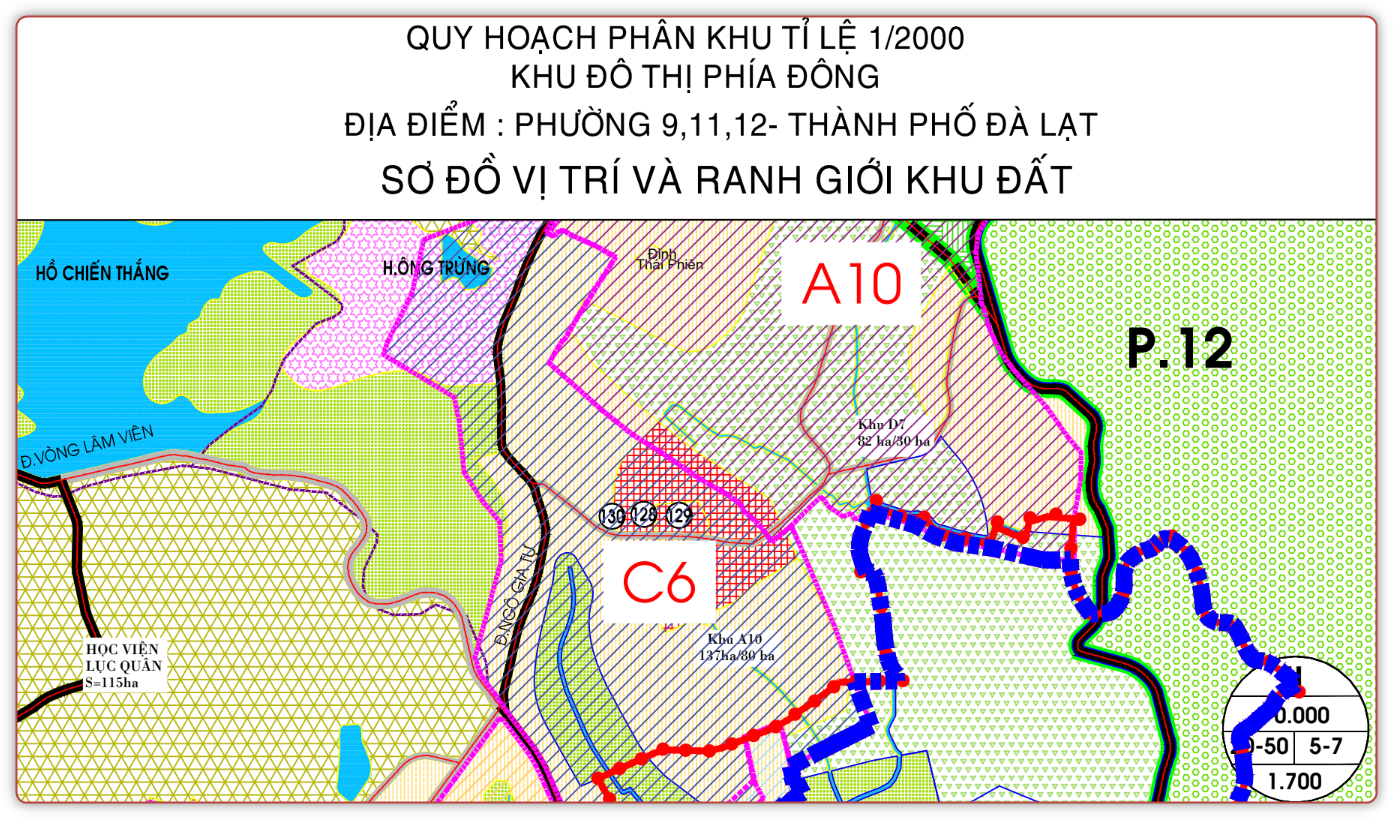 QUY HOẠCH PHÂN KHU TỈ LỆ 1/2000
KHU ĐÔ THỊ PHÍA ĐÔNG
ĐỊA ĐIỂM : PHƯỜNG 9,11,12- THÀNH PHỐ ĐÀ LẠT
SƠ ĐỒ VỊ TRÍ VÀ RANH GIỚI KHU ĐẤT
HỒ CHIẾN THẮNG
H.ÔNG TRỪNG
Đình
Thái Phiên
A10
P.12
Khu D7
82 ha/30 ha
Đ.VÒNG LÂM VIÊN
130 128 129
C6
Đ.NGÔ GIA TỰ
Khu A10
137ha/80 ha
HỌC VIỆN
LỤC QUÂN
S=115ha
0.000
-50 5-7
1.700